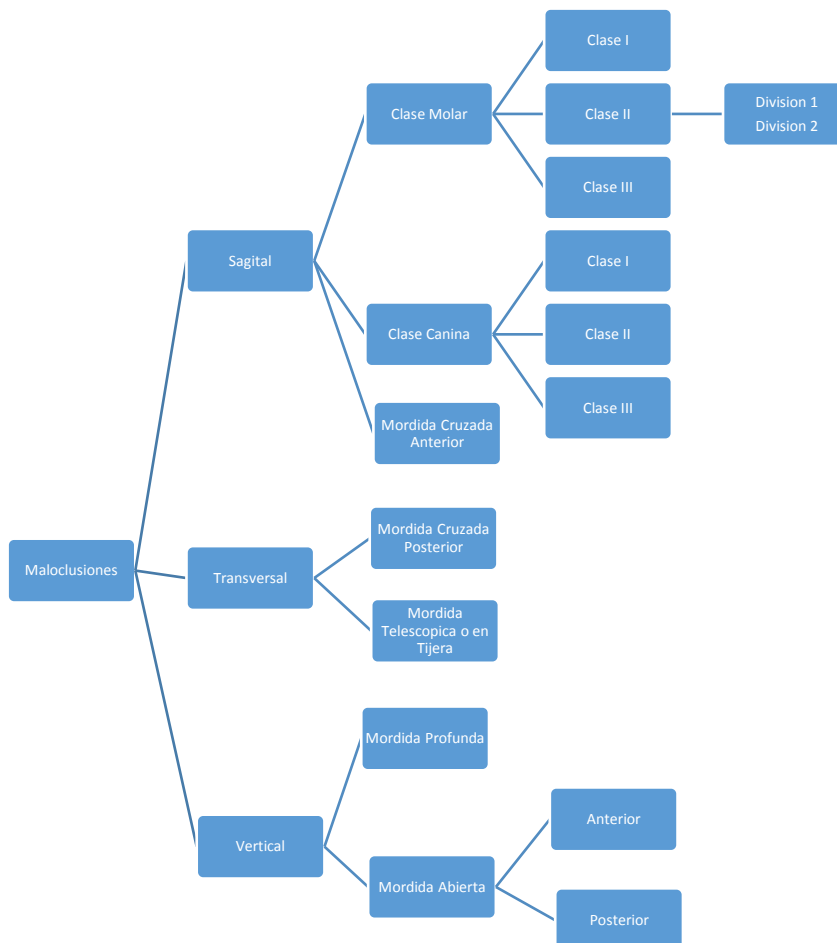 Clase I
Clase Molar
Clase II
Division 1
Division 2
Clase III
Sagital
Clase I
Clase Canina
Clase II
Clase III
Mordida Cruzada
Anterior
Maloclusiones
Transversal
Mordida Cruzada
Posterior
Mordida
Telescopica o en
Tijera
Mordida Profunda
Vertical
Anterior
Mordida Abierta
Posterior